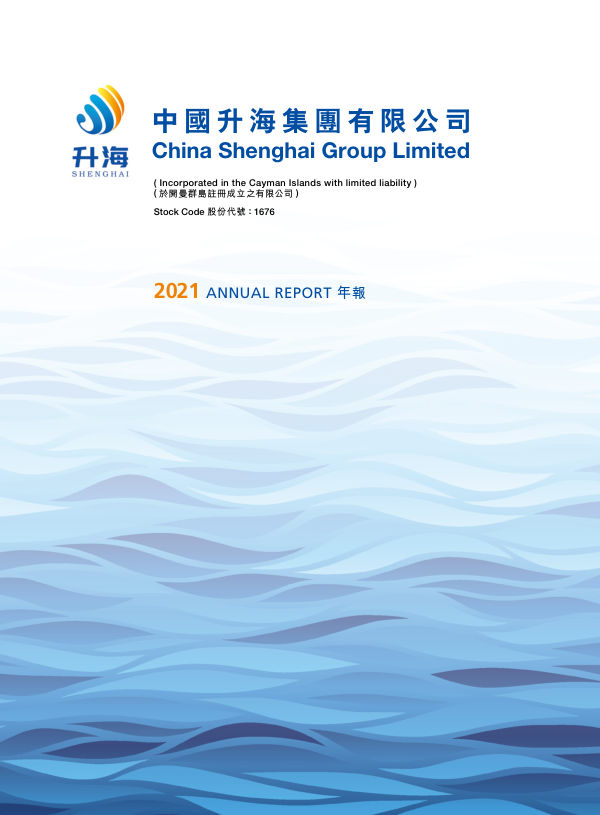 升海
SHENGHAI
中國升海集團有限公司
China Shenghai Group Limited
( Incorporated in the Cayman Islands with limited liability )
( 於開曼群島註冊成立之有限公司 )
Stock Code 股份代號：1676
2021 ANNUAL REPORT 年報